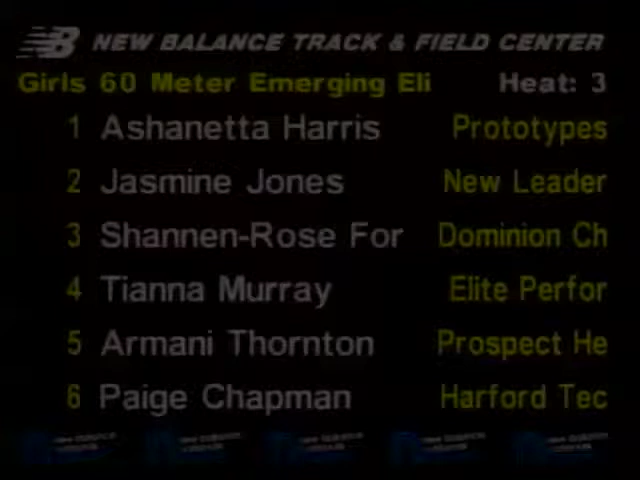 NB NEW BALANCE TRACK & FIELD CENTER
Girls 60 Meter Emerging Eli Heat: 3
1 Ashanetta Harris Prototypes
2 Jasmine Jones New Leader
3 Shannen-Rose For Dominion Ch
4 Tianna Murray Elite Perfor
5 Armani Thornton Prospect He
6 Paige Chapman Harford Tec